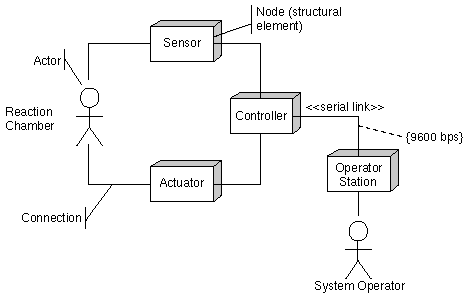 Node (structural
element)
Sensor
Actor
Reaction
Chamber
Controller
<<serial link>>
{9600 bps}
Operator
Station
Actuator
Connection
System Operator